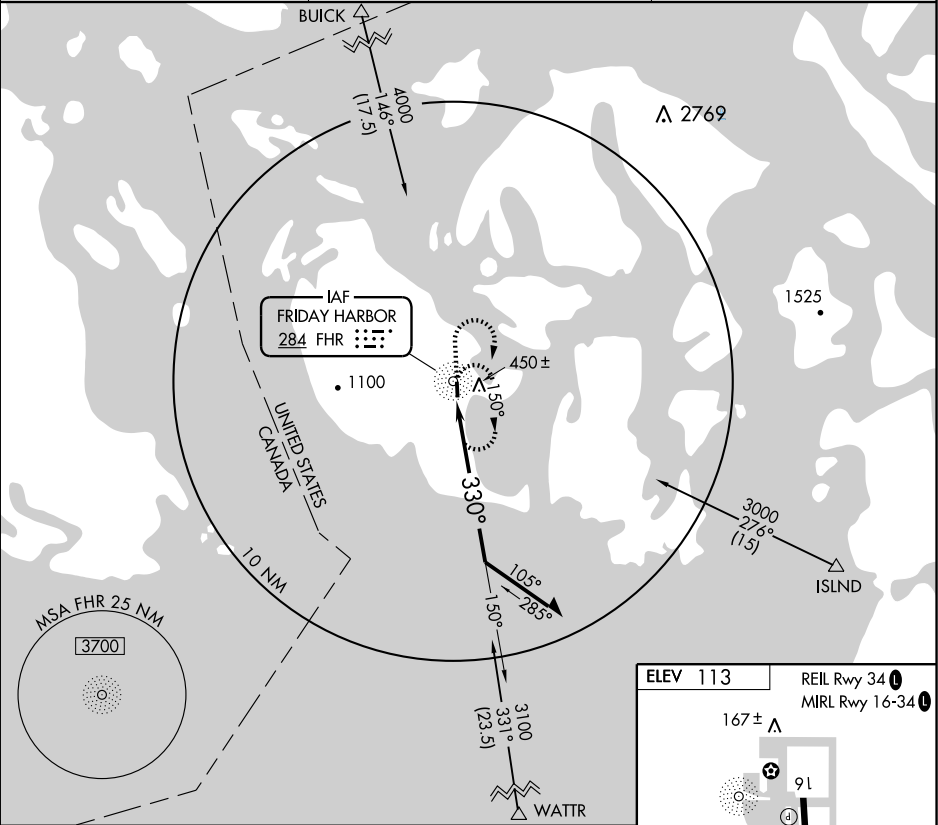 BUICK
4000
146°
(17.5)
2769
IAF
FRIDAY HARBOR
284 FHR
1525
450 ±
1100
150°
UNITED STATES
CANADA
330°
3000
276°
(15)
ISLND
10 NM
105°
285°
150°
MSA FHR 25 NM
3700
3100
331°
(23.5)
WATTR
ELEV 113
REIL Rwy 34 L
MIRL Rwy 16-34 L
167 ±
16
P